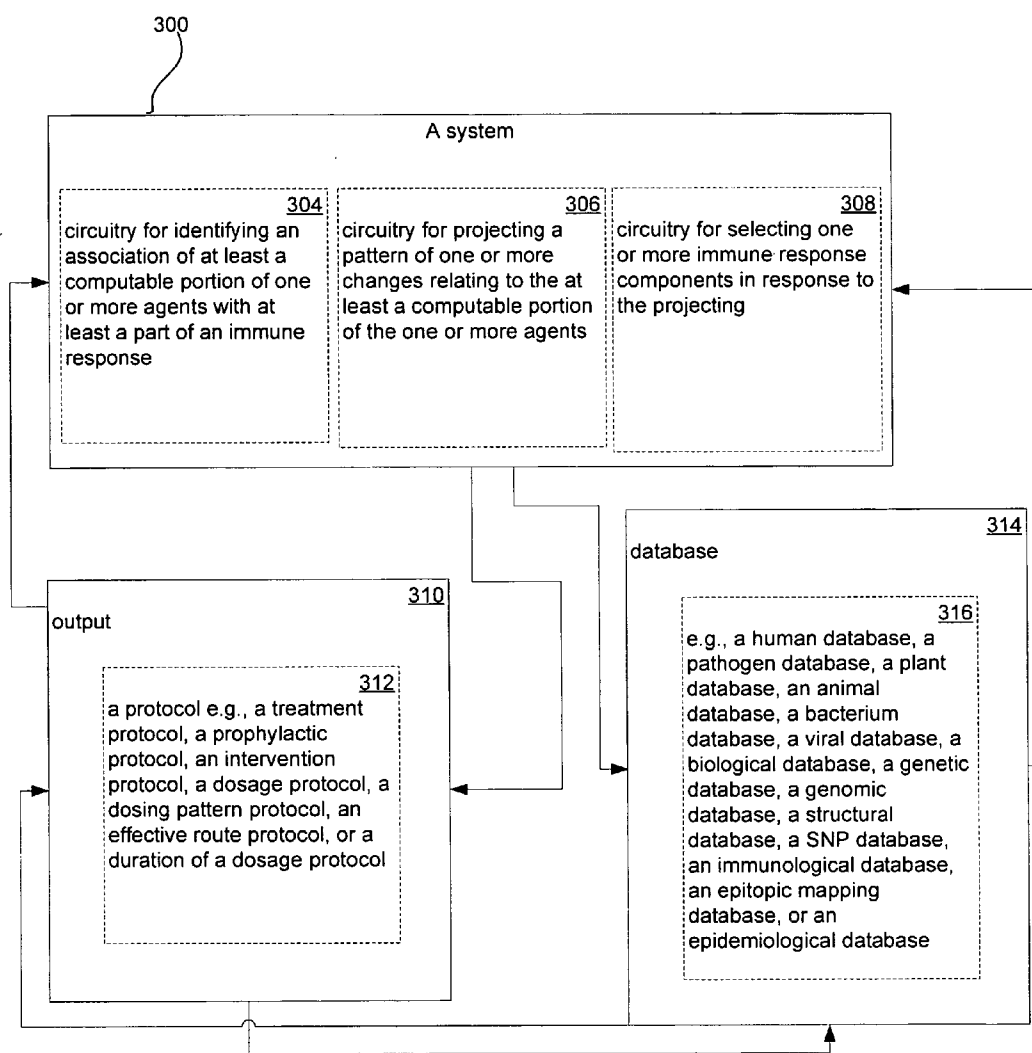 300
A system
304
circuitry for identifying an
association of at least a
computable portion of one
or more agents with at
least a part of an immune
response
306
circuitry for projecting a
pattern of one or more
changes relating to the at
least a computable portion
of the one or more agents
308
circuitry for selecting one
or more immune response
components in response to
the projecting
310
output
312
a protocol e.g., a treatment
protocol, a prophylactic
protocol, an intervention
protocol, a dosage protocol, a
dosing pattern protocol, an
effective route protocol, or a
duration of a dosage protocol
314
database
316
e.g., a human database, a
pathogen database, a plant
database, an animal
database, a bacterium
database, a viral database, a
biological database, a genetic
database, a genomic
database, a structural
database, a SNP database,
an immunological database,
an epitopic mapping
database, or an
epidemiological database